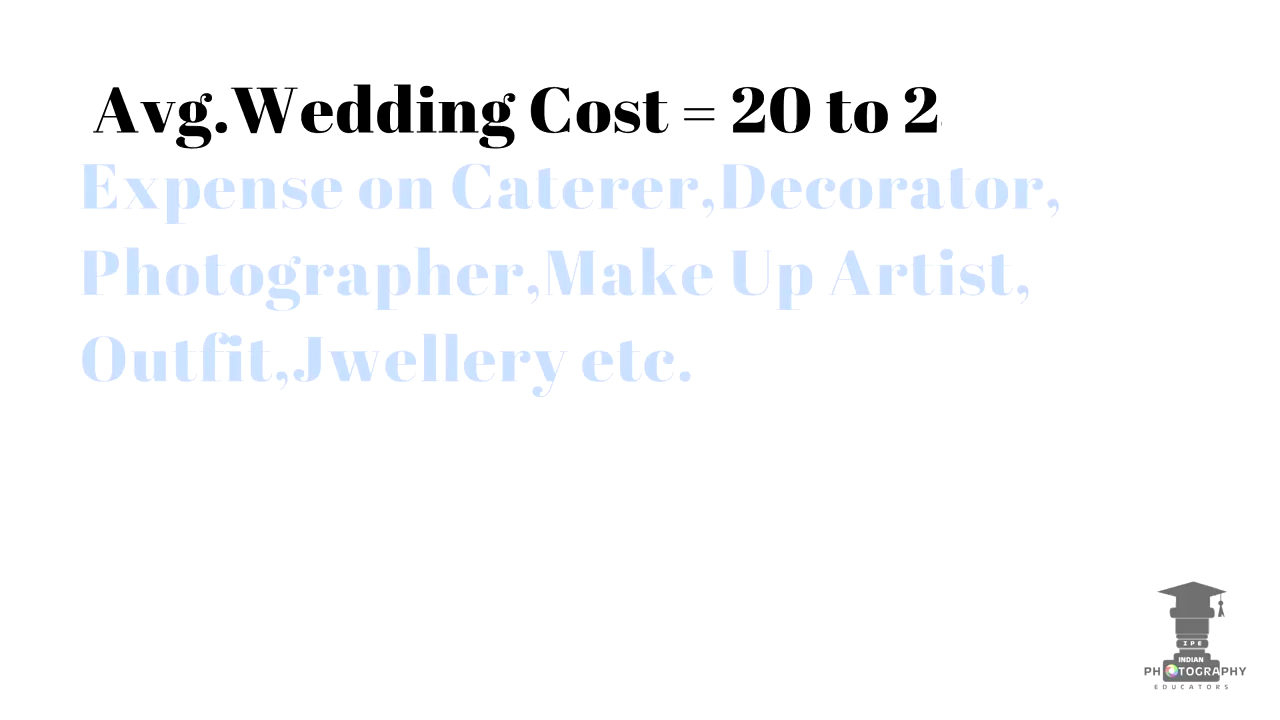 Avg.Wedding Cost = 20 to 2
Expense on Caterer,Decorator,
Photographer,Make Up Artist,
Outfit,Jwellery etc.
I P E
INDIAN
PHOTOGRAPHY
EDUCATORS